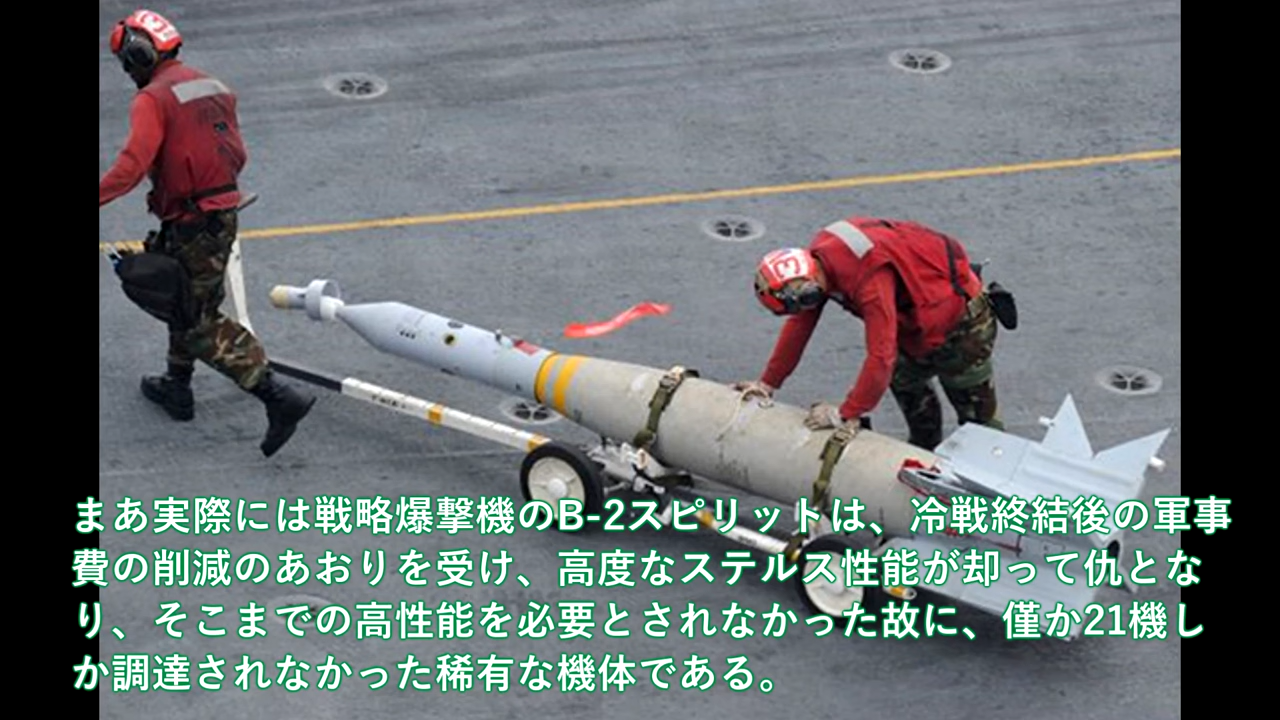 まあ実際には戦略爆撃機のB-2スピリットは、冷戦終結後の軍事
費の削減のあおりを受け、高度なステルス性能が却って仇とな
り、そこまでの高性能を必要とされなかった故に、僅か21機し
か調達されなかった稀有な機体である。